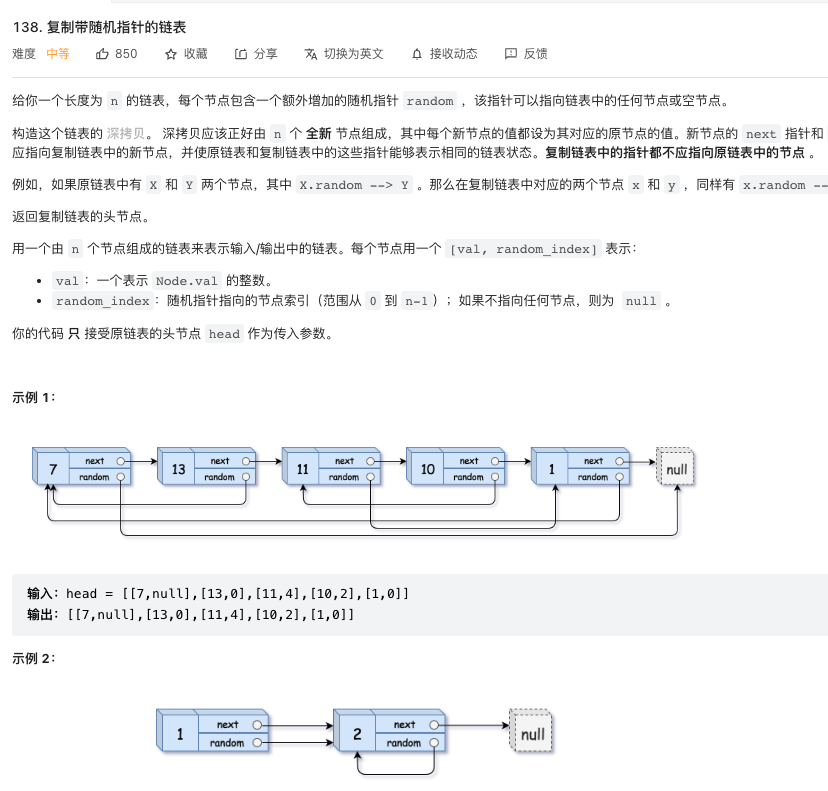 138. 复制带随机指针的链表
难度 中等 850 收藏 分享 切换为英文 接收动态 反馈
给你一个长度为 n 的链表，每个节点包含一个额外增加的随机指针 random ，该指针可以指向链表中的任何节点或空节点。
构造这个链表的 深拷贝。 深拷贝应该正好由 n 个 全新 节点组成，其中每个新节点的值都设为其对应的原节点的值。新节点的 next 指针和
应指向复制链表中的新节点，并使原链表和复制链表中的这些指针能够表示相同的链表状态。复制链表中的指针都不应指向原链表中的节点 。
例如，如果原链表中有 X 和 Y 两个节点，其中 X.random --> Y 。那么在复制链表中对应的两个节点 x 和 y ，同样有 x.random --
返回复制链表的头节点。
用一个由 n 个节点组成的链表来表示输入/输出中的链表。每个节点用一个 [val, random_index] 表示：
• val：一个表示 Node.val 的整数。
• random_index：随机指针指向的节点索引（范围从 0 到 n-1）；如果不指向任何节点，则为 null 。
你的代码 只 接受原链表的头节点 head 作为传入参数。
示例 1：
7 next random 13 next random 11 next random 10 next random 1 next random null
输入：head = [[7,null],[13,0],[11,4],[10,2],[1,0]]
输出：[[7,null],[13,0],[11,4],[10,2],[1,0]]
示例 2：
1 next random 2 next random null